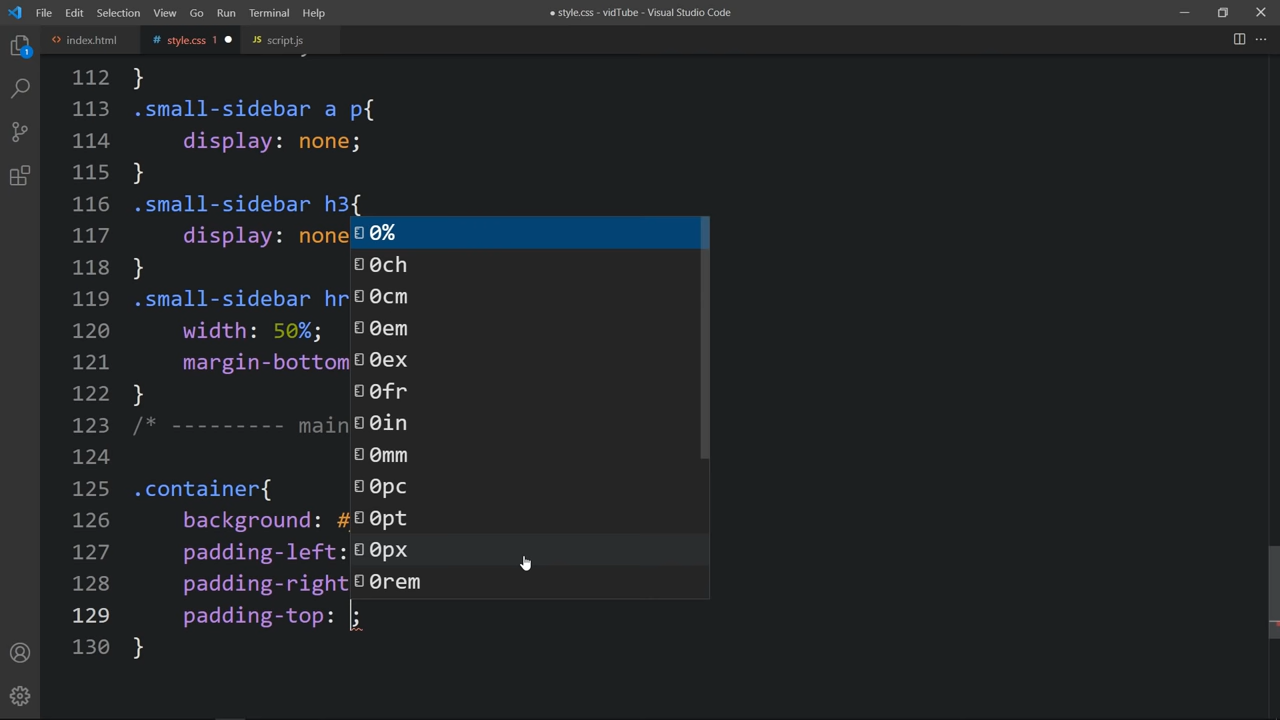 File Edit Selection View Go Run Terminal Help
● style.css - vidTube - Visual Studio Code
<> index.html
# style.css 1 ●
JS script.js
1
112 }
113 .small-sidebar a p{
114 display: none;
115 }
116 .small-sidebar h3{
117 display: none
118 }
119 .small-sidebar hr
120 width: 50%;
121 margin-bottom
122 }
123 /* --------- main
124
125 .container{
126 background: #
127 padding-left:
128 padding-right
129 padding-top: ;
130 }
0%
0ch
0cm
0em
0ex
0fr
0in
0mm
0pc
0pt
0px
0rem